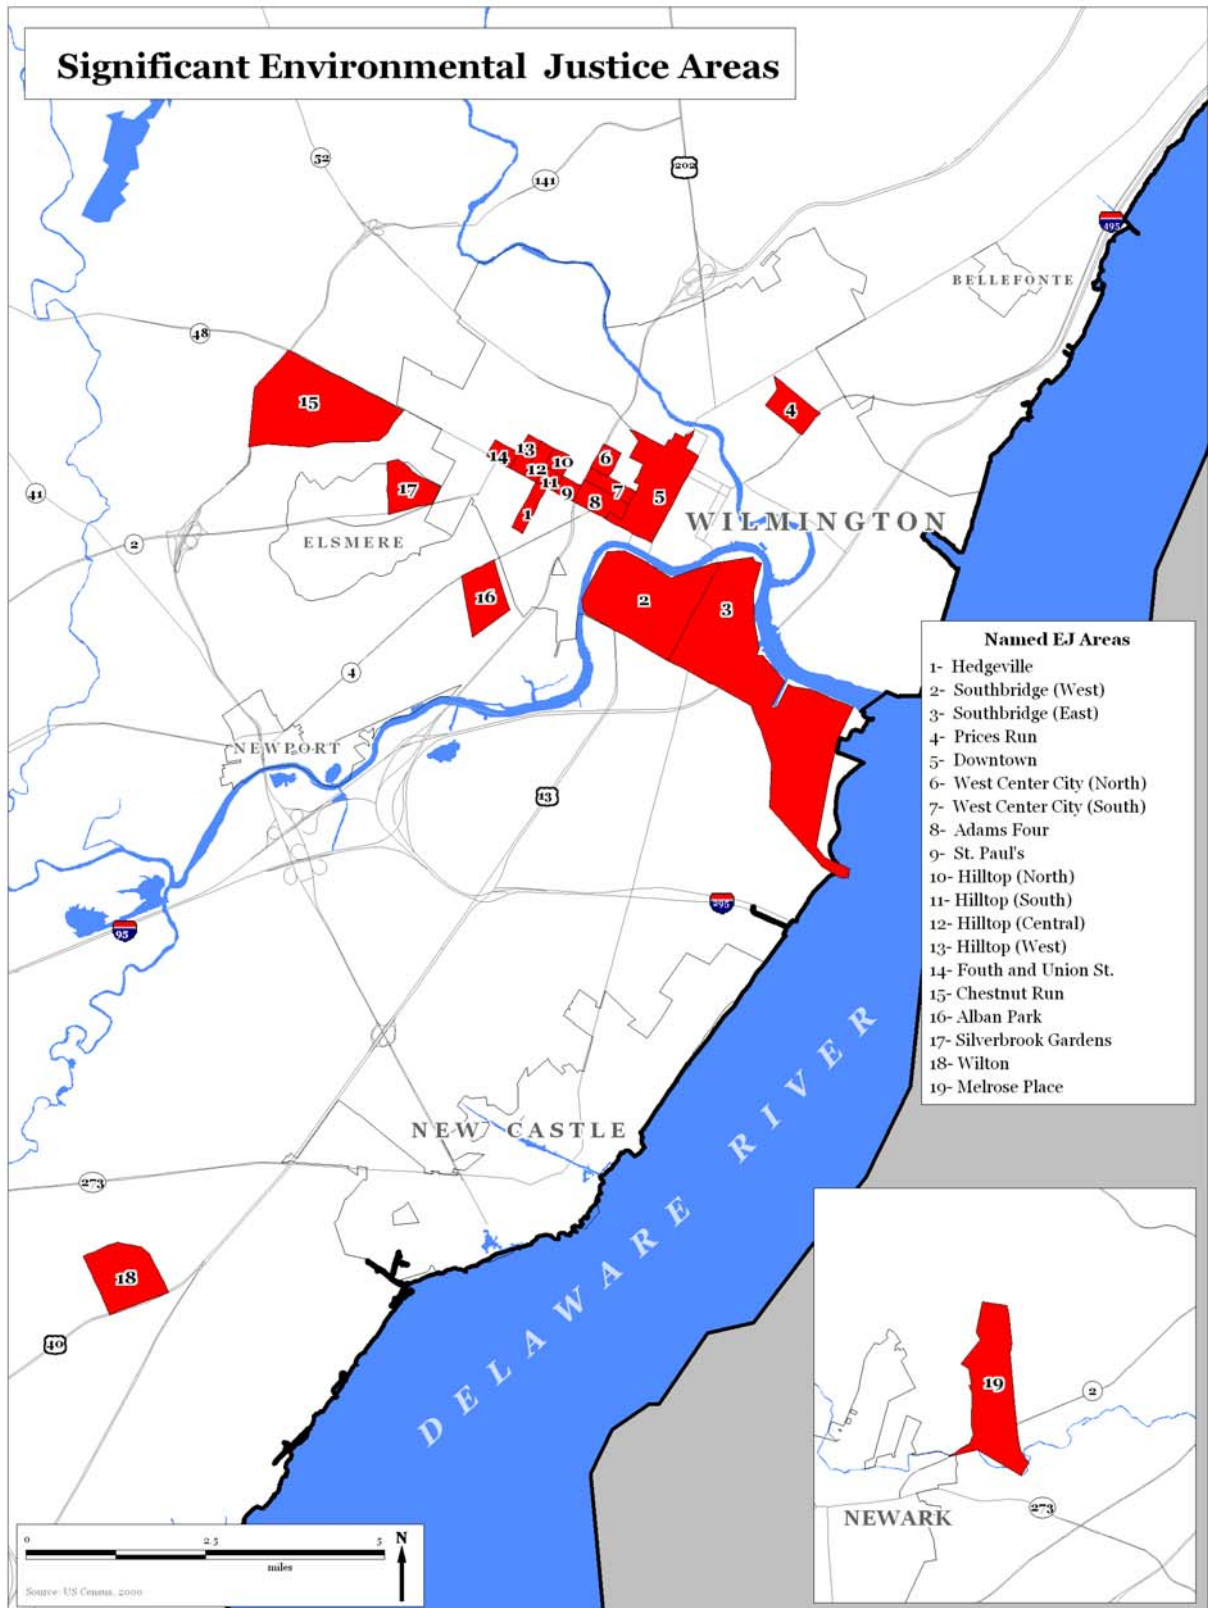 Significant Environmental Justice Areas
52
141
202
495
BELLEFONTE
48
15
4
13
14
10
6
12
11
7
9
8
5
17
41
1
WILMINGTON
2
ELSMERE
16
2
3
4
NEWPORT
13
295
95
Named EJ Areas
1- Hedgeville
2- Southbridge (West)
3- Southbridge (East)
4- Prices Run
5- Downtown
6- West Center City (North)
7- West Center City (South)
8- Adams Four
9- St. Paul's
10- Hilltop (North)
11- Hilltop (South)
12- Hilltop (Central)
13- Hilltop (West)
14- Fouth and Union St.
15- Chestnut Run
16- Alban Park
17- Silverbrook Gardens
18- Wilton
19- Melrose Place
NEW CASTLE
DELAWARE RIVER
273
18
40
19
2
273
NEWARK
0 2.5 5
miles
N
Source: US Census, 2000